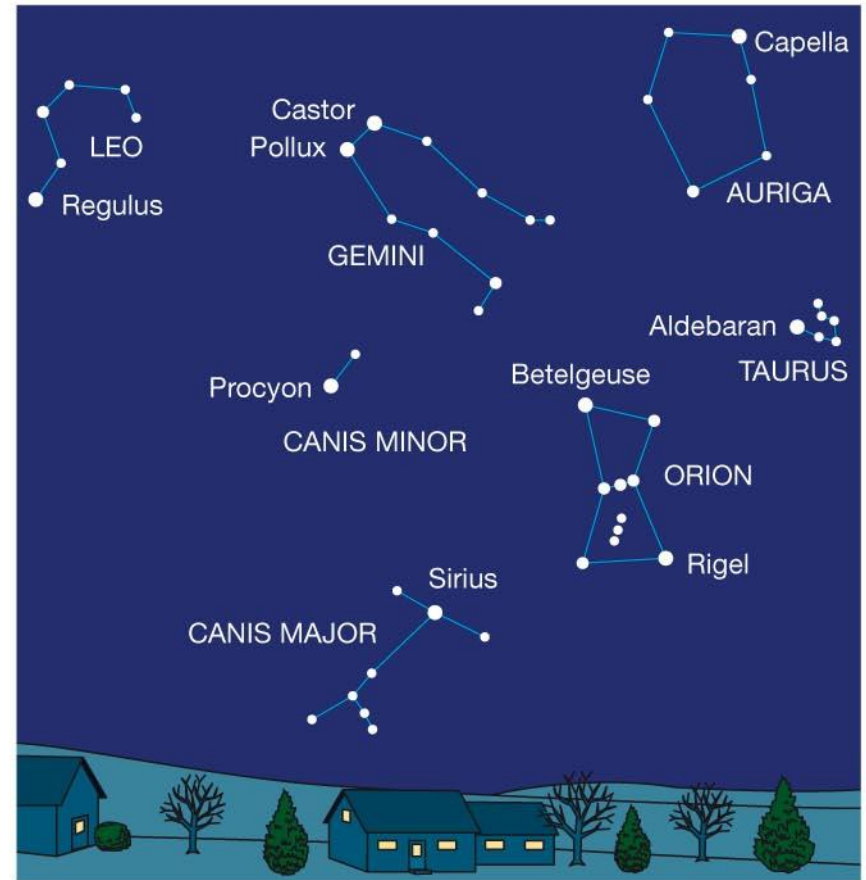 Capella
Castor
LEO
Pollux
AURIGA
Regulus
GEMINI
Aldebaran
TAURUS
Betelgeuse
Procyon
CANIS MINOR
ORION
Rigel
Sirius
CANIS MAJOR